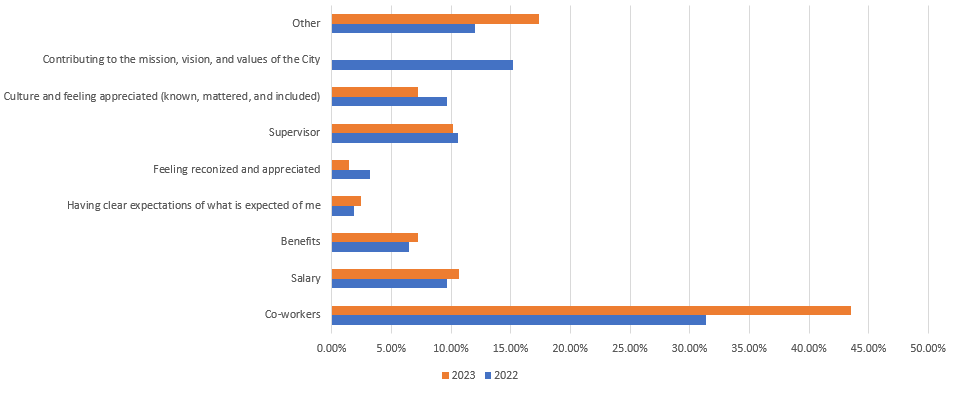 Other
Contributing to the mission, vision, and values of the City
Culture and feeling appreciated (known, mattered, and included)
Supervisor
Feeling reconized and appreciated
Having clear expectations of what is expected of me
Benefits
Salary
Co-workers
0.00% 5.00% 10.00% 15.00% 20.00% 25.00% 30.00% 35.00% 40.00% 45.00% 50.00%
2023 2022